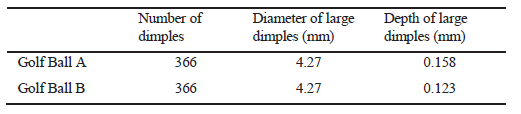 Number of Diameter of large Depth of large
dimples dimples (mm) dimples (mm)
Golf Ball A 366 4.27 0.158
Golf Ball B 366 4.27 0.123